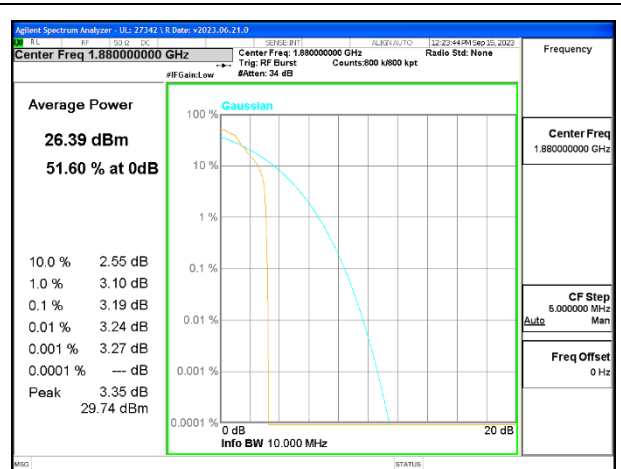 Agilent Spectrum Analyzer - UL: 27342 \ R Date: v2023.06.21.0
RL RF 50 Ω DC SENSE:INT ALIGN AUTO 12:23:44 PM Sep 15, 2023
Center Freq 1.880000000 GHz
Center Freq: 1.880000000 GHz Radio Std: None
Trig: RF Burst Counts:800 k/800 kpt
#IFGain:Low #Atten: 34 dB
Frequency
Average Power
26.39 dBm
51.60 % at 0dB
10.0 % 2.55 dB
1.0 % 3.10 dB
0.1 % 3.19 dB
0.01 % 3.24 dB
0.001 % 3.27 dB
0.0001 % --- dB
Peak 3.35 dB
29.74 dBm
Gaussian
100 %
10 %
1 %
0.1 %
0.01 %
0.001 %
0.0001 %
0 dB 20 dB
Info BW 10.000 MHz
Center Freq
1.880000000 GHz
CF Step
5.000000 MHz
Auto Man
Freq Offset
0 Hz
MSG STATUS